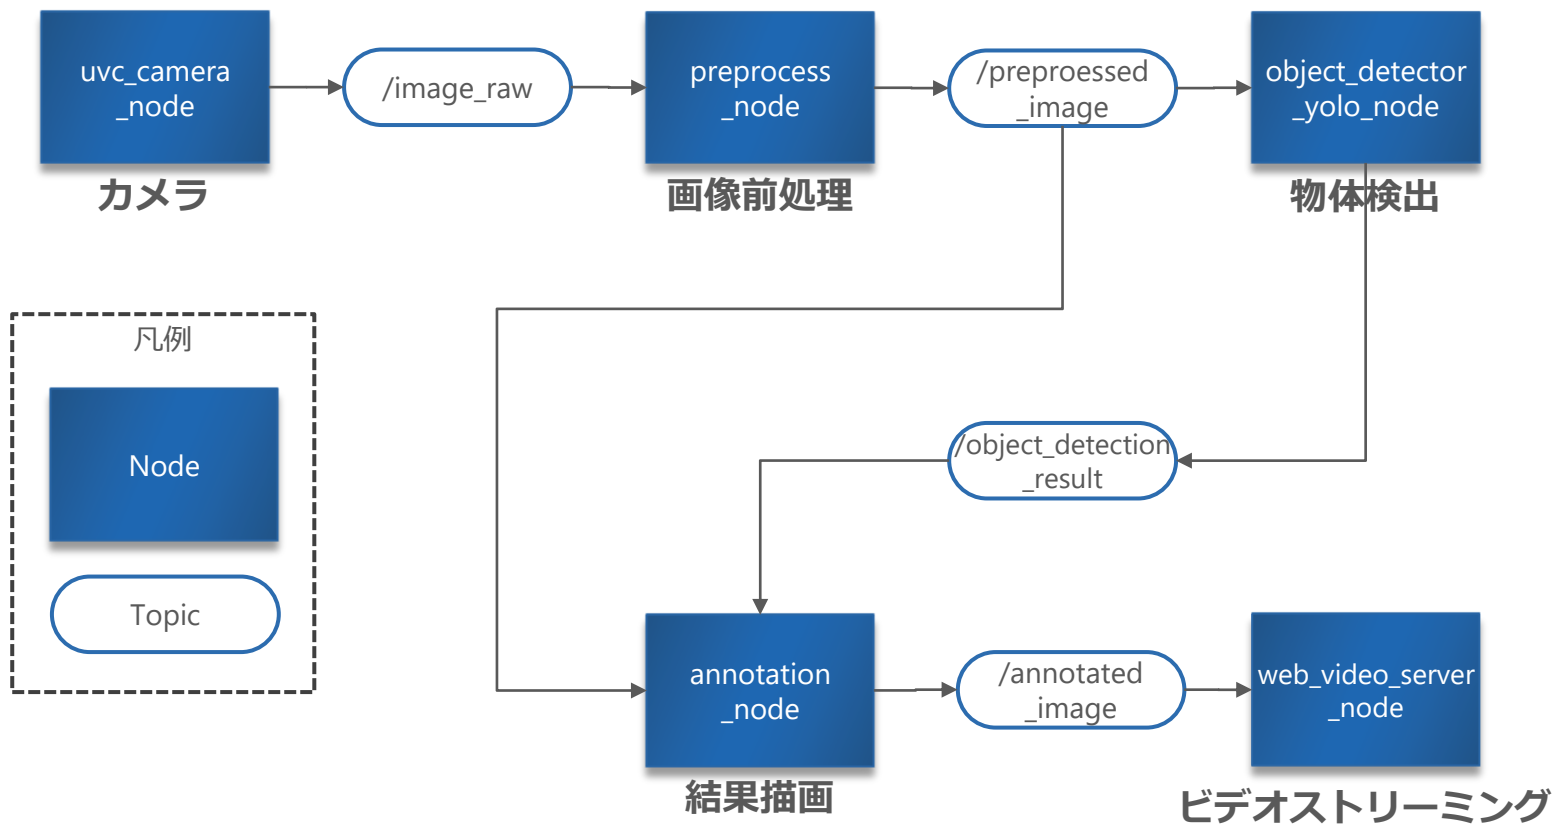 uvc_camera
_node
/image_raw
preprocess
_node
/preproessed
_image
object_detector
_yolo_node
カメラ
画像前処理
物体検出
凡例
Node
Topic
/object_detection
_result
annotation
_node
/annotated
_image
web_video_server
_node
結果描画
ビデオストリーミング